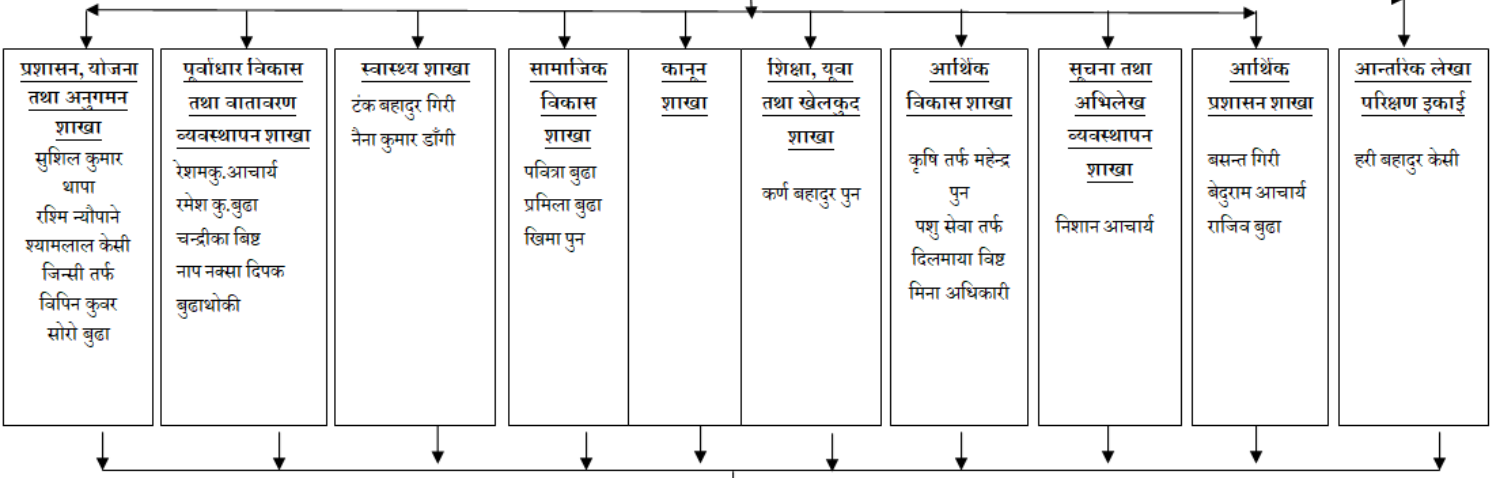 प्रशासन, योजना
तथा अनुगमन
शाखा
सुशिल कुमार
थापा
रश्मि न्यौपाने
श्यामलाल केसी
जिन्सी तर्फ
विपिन कुवर
सोरो बुढा
पूर्वाधार विकास
तथा वातावरण
व्यवस्थापन शाखा
रेशमकु.आचार्य
रमेश कु.बुढा
चन्द्रीका बिष्ट
नाप नक्सा दिपक
बुढाथोकी
स्वास्थ्य शाखा
टंक बहादुर गिरी
नैना कुमार डाँगी
सामाजिक
विकास
शाखा
पवित्रा बुढा
प्रमिला बुढा
खिमा पुन
कानून
शाखा
शिक्षा, यूवा
तथा खेलकुद
शाखा
कर्ण बहादुर पुन
आर्थिक
विकास शाखा
कृषि तर्फ महेन्द्र
पुन
पशु सेवा तर्फ
दिलमाया विष्ट
मिना अधिकारी
सूचना तथा
अभिलेख
व्यवस्थापन
शाखा
निशान आचार्य
आर्थिक
प्रशासन शाखा
बसन्त गिरी
बेदुराम आचार्य
राजिव बुढा
आन्तरिक लेखा
परिक्षण इकाई
हरी बहादुर केसी